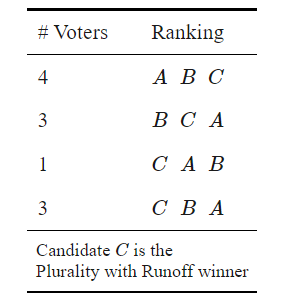 # Voters Ranking
4 A B C
3 B C A
1 C A B
3 C B A
Candidate C is the
Plurality with Runoff winner